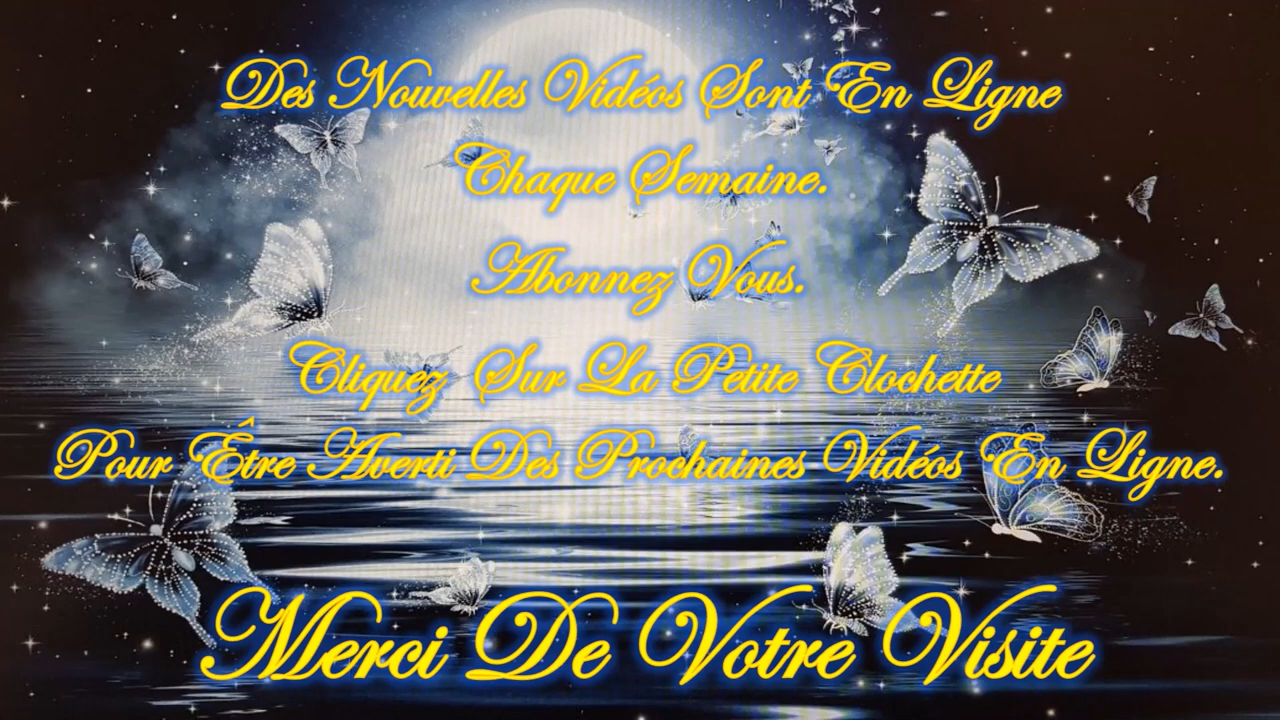 Des Nouvelles Vidéos Sont En Ligne
Chaque Semaine.
Abonnez Vous.
Cliquez Sur La Petite Clochette
Pour Être Averti Des Prochaines Vidéos En Ligne.
Merci De Votre Visite